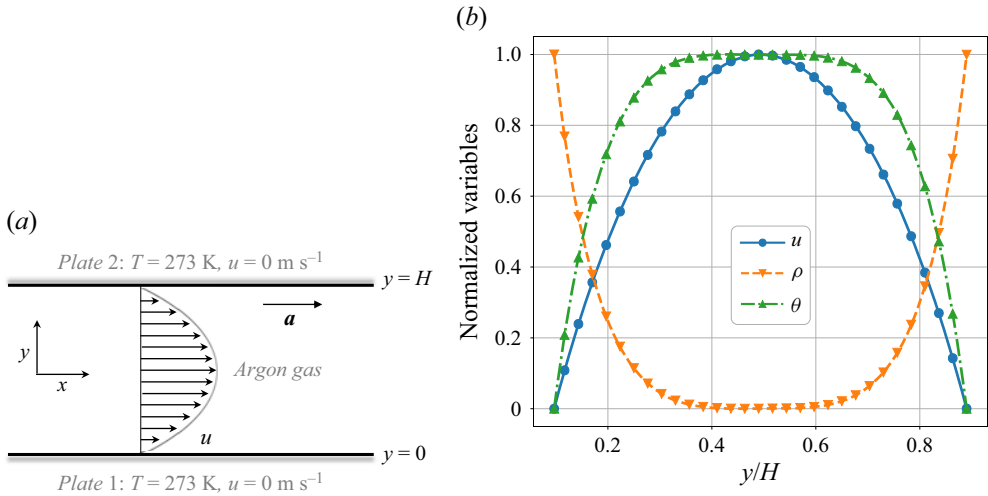 (a)
Plate 2: T = 273 K, u = 0 m s⁻¹
y = H
a
y
x
Argon gas
u
y = 0
Plate 1: T = 273 K, u = 0 m s⁻¹
(b)
Normalized variables
1.0
0.8
0.6
0.4
0.2
0
u
ρ
θ
0.2 0.4 0.6 0.8
y/H